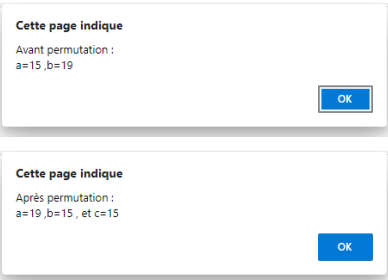 Cette page indique
Avant permutation :
a=15 ,b=19
OK
Cette page indique
Après permutation :
a=19 ,b=15 , et c=15
OK